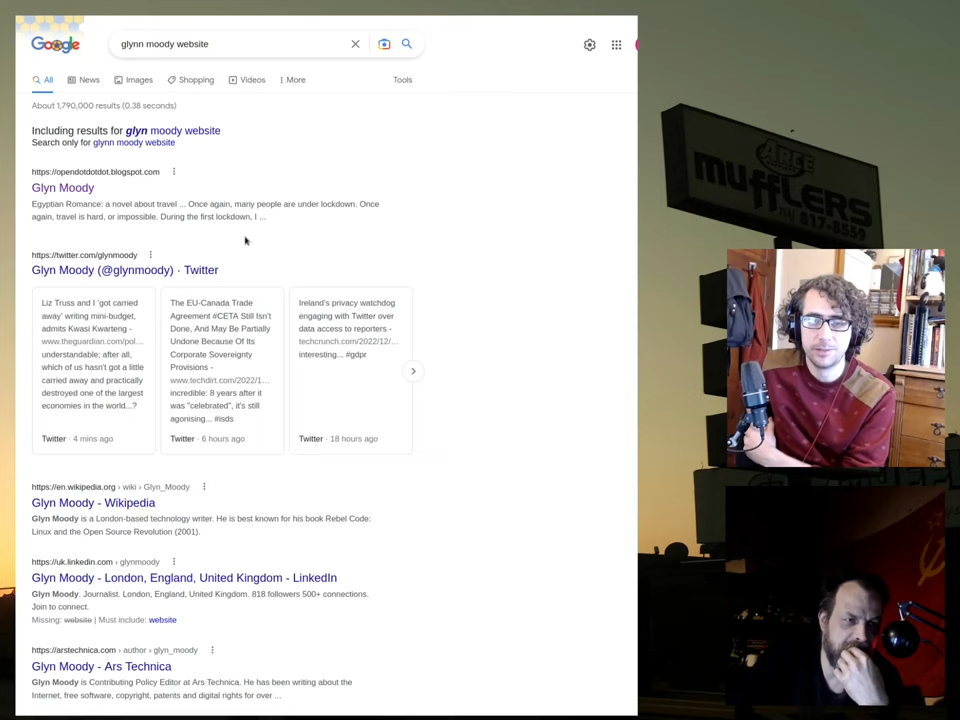 Google
glynn moody website
All
News
Images
Shopping
Videos
More
Tools
About 1,790,000 results (0.38 seconds)
Including results for glyn moody website
Search only for glynn moody website
https://opendotdotdot.blogspot.com
Glyn Moody
Egyptian Romance: a novel about travel ... Once again, many people are under lockdown. Once
again, travel is hard, or impossible. During the first lockdown, I ...
https://twitter.com/glynmoody
Glyn Moody (@glynmoody) · Twitter
Liz Truss and I 'got carried
away' writing mini-budget,
admits Kwasi Kwarteng -
www.theguardian.com/pol...
understandable; after all,
which of us hasn't got a little
carried away and practically
destroyed one of the largest
economies in the world...?
Twitter · 4 mins ago
The EU-Canada Trade
Agreement #CETA Still Isn't
Done, And May Be Partially
Undone Because Of Its
Corporate Sovereignty
Provisions -
www.techdirt.com/2022/1...
incredible: 8 years after it
was "celebrated", it's still
agonising... #isds
Twitter · 6 hours ago
Ireland's privacy watchdog
engaging with Twitter over
data access to reporters -
techcrunch.com/2022/12/...
interesting... #gdpr
Twitter · 18 hours ago
https://en.wikipedia.org › wiki › Glyn_Moody
Glyn Moody - Wikipedia
Glyn Moody is a London-based technology writer. He is best known for his book Rebel Code:
Linux and the Open Source Revolution (2001).
https://uk.linkedin.com › glynmoody
Glyn Moody - London, England, United Kingdom - LinkedIn
Glyn Moody. Journalist. London, England, United Kingdom. 818 followers 500+ connections.
Join to connect.
Missing: website | Must include: website
https://arstechnica.com › author › glyn_moody
Glyn Moody - Ars Technica
Glyn Moody is Contributing Policy Editor at Ars Technica. He has been writing about the
Internet, free software, copyright, patents and digital rights for over ...
ARCE
MUFFLERS
817-8559